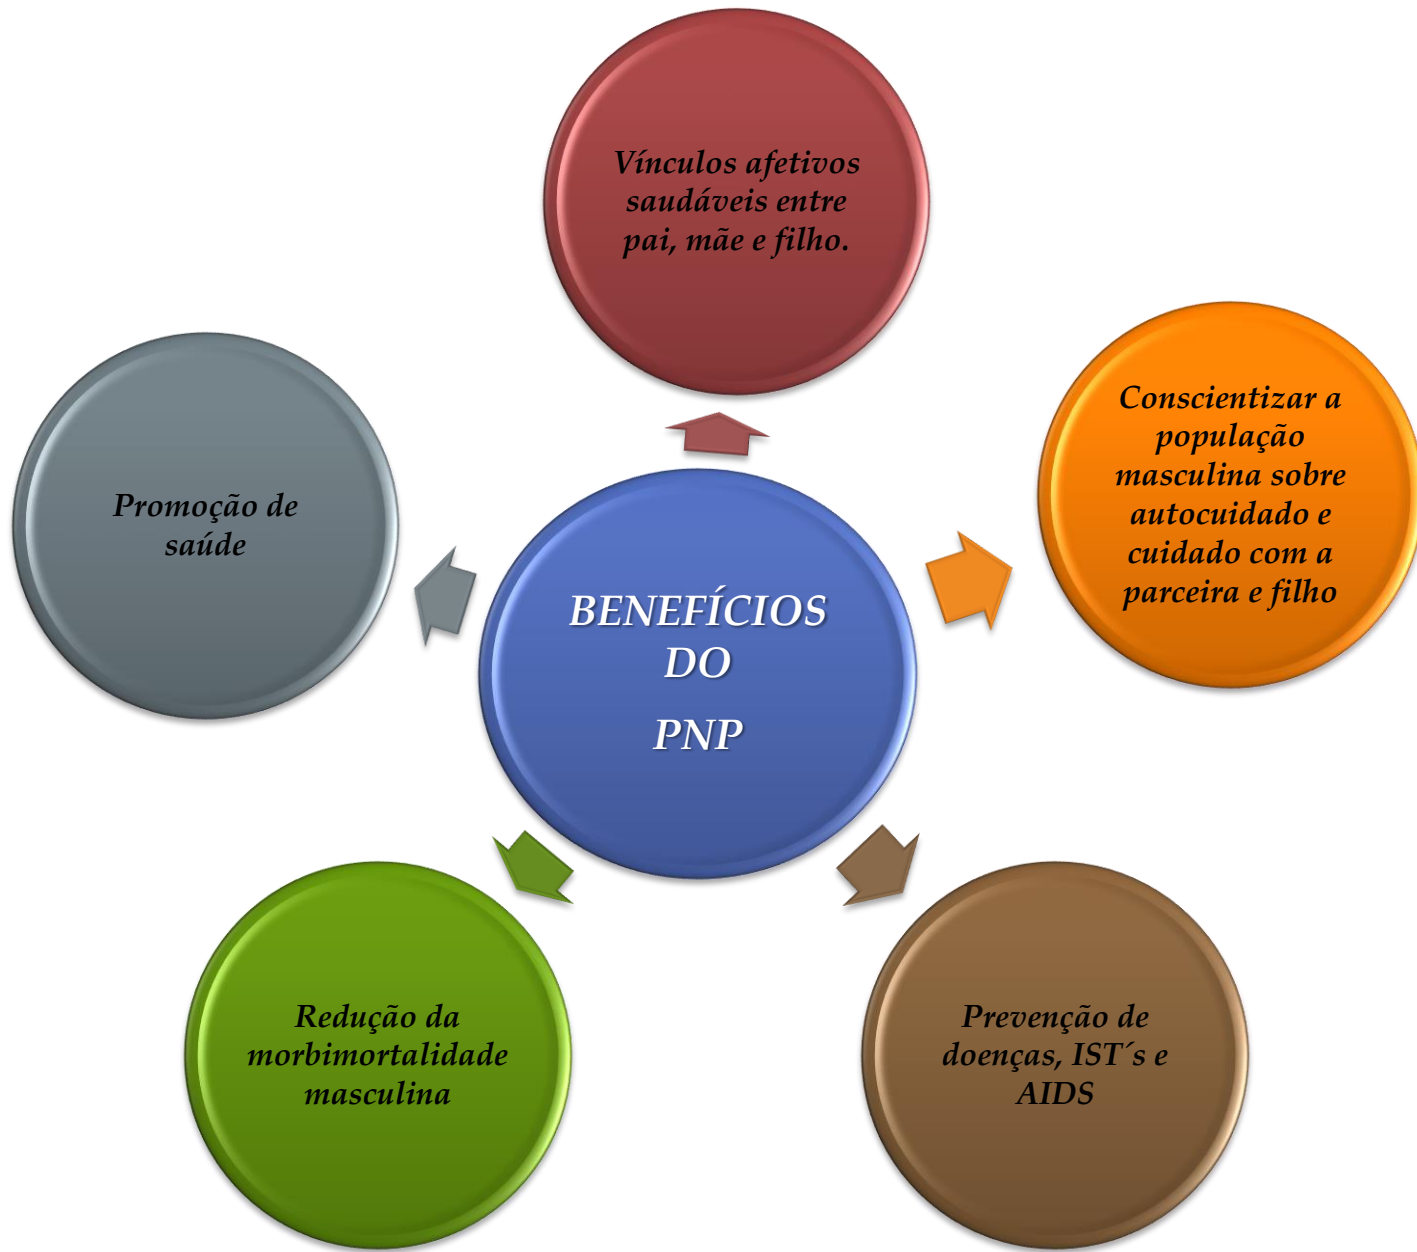 Vínculos afetivos
saudáveis entre
pai, mãe e filho.
Conscientizar a
população
masculina sobre
autocuidado e
cuidado com a
parceira e filho
Promoção de
saúde
BENEFÍCIOS
DO
PNP
Redução da
morbimortalidade
masculina
Prevenção de
doenças, IST´s e
AIDS